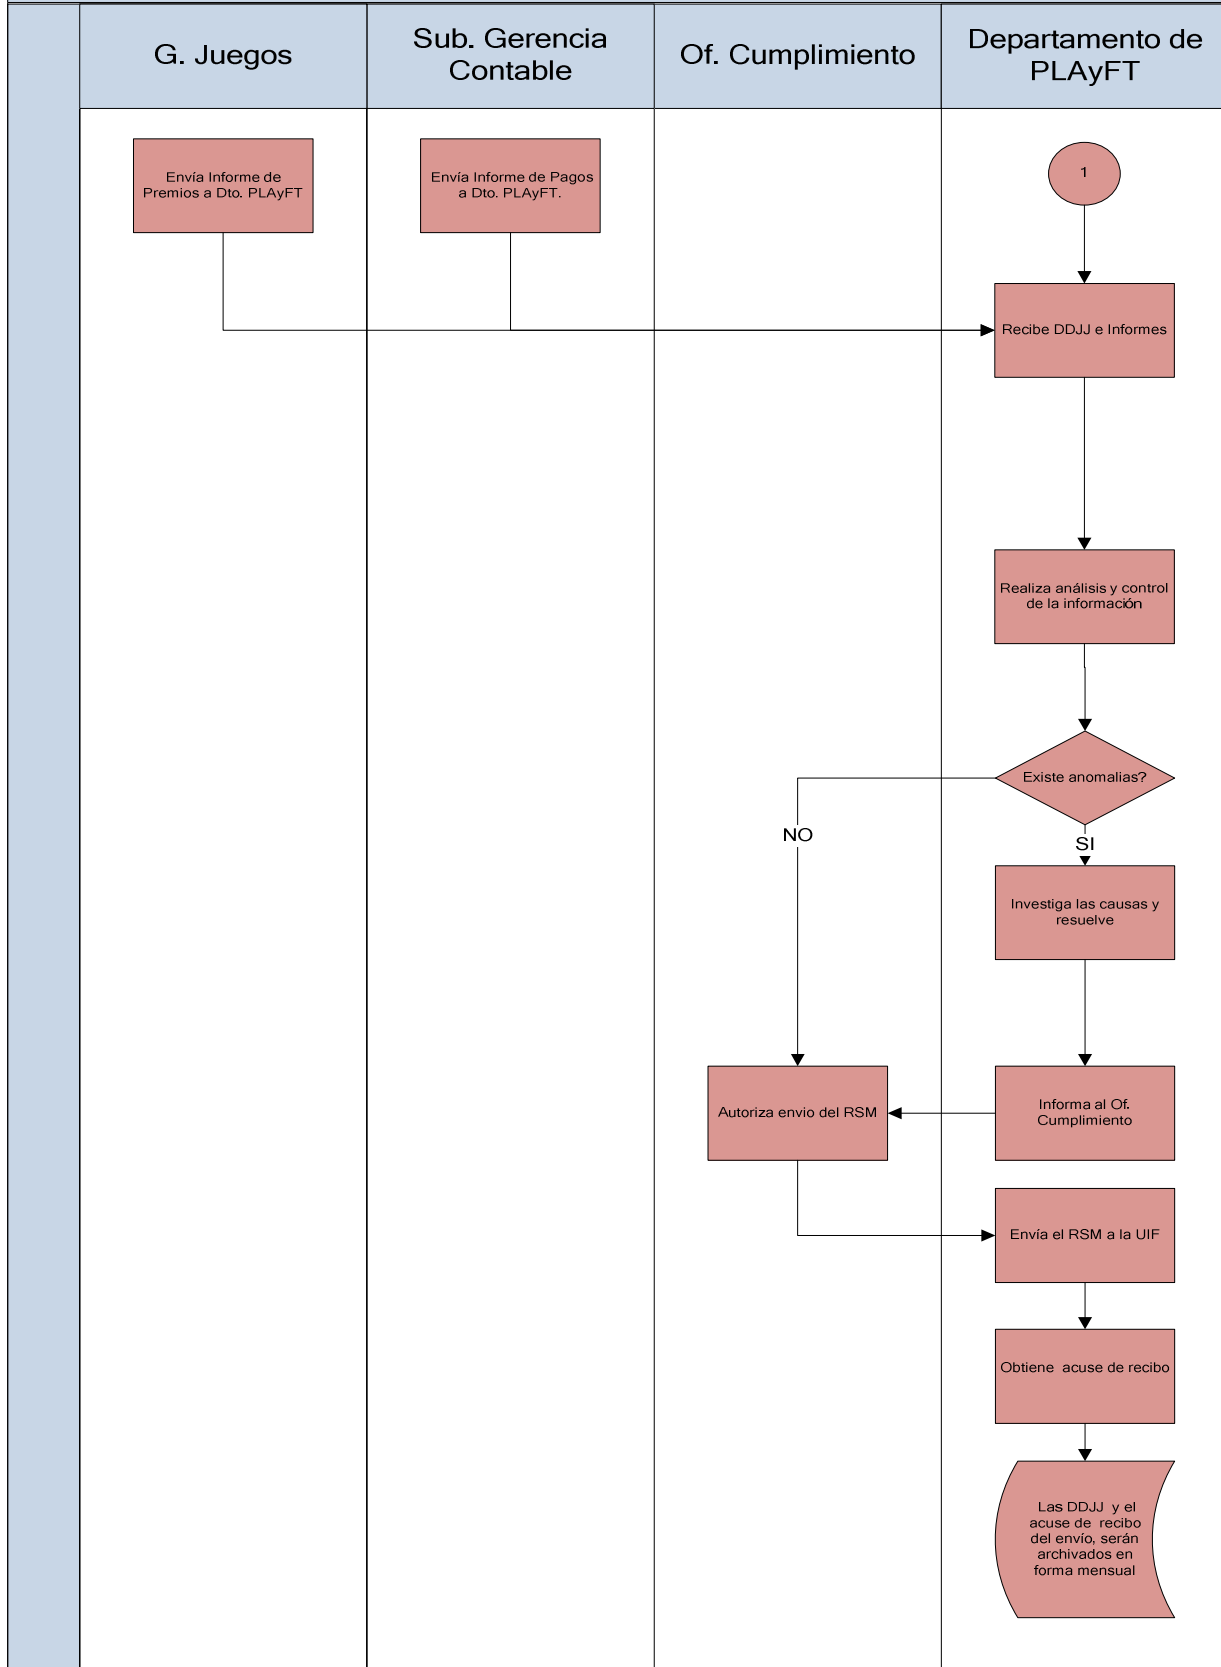 G. Juegos
Sub. Gerencia
Contable
Of. Cumplimiento
Departamento de
PLAyFT
Envía Informe de
Premios a Dto. PLAyFT
Envía Informe de Pagos
a Dto. PLAyFT.
1
Recibe DDJJ e Informes
Realiza análisis y control
de la información
Existe anomalias?
NO
SI
Investiga las causas y
resuelve
Autoriza envio del RSM
Informa al Of.
Cumplimiento
Envía el RSM a la UIF
Obtiene acuse de recibo
Las DDJJ y el
acuse de recibo
del envío, serán
archivados en
forma mensual